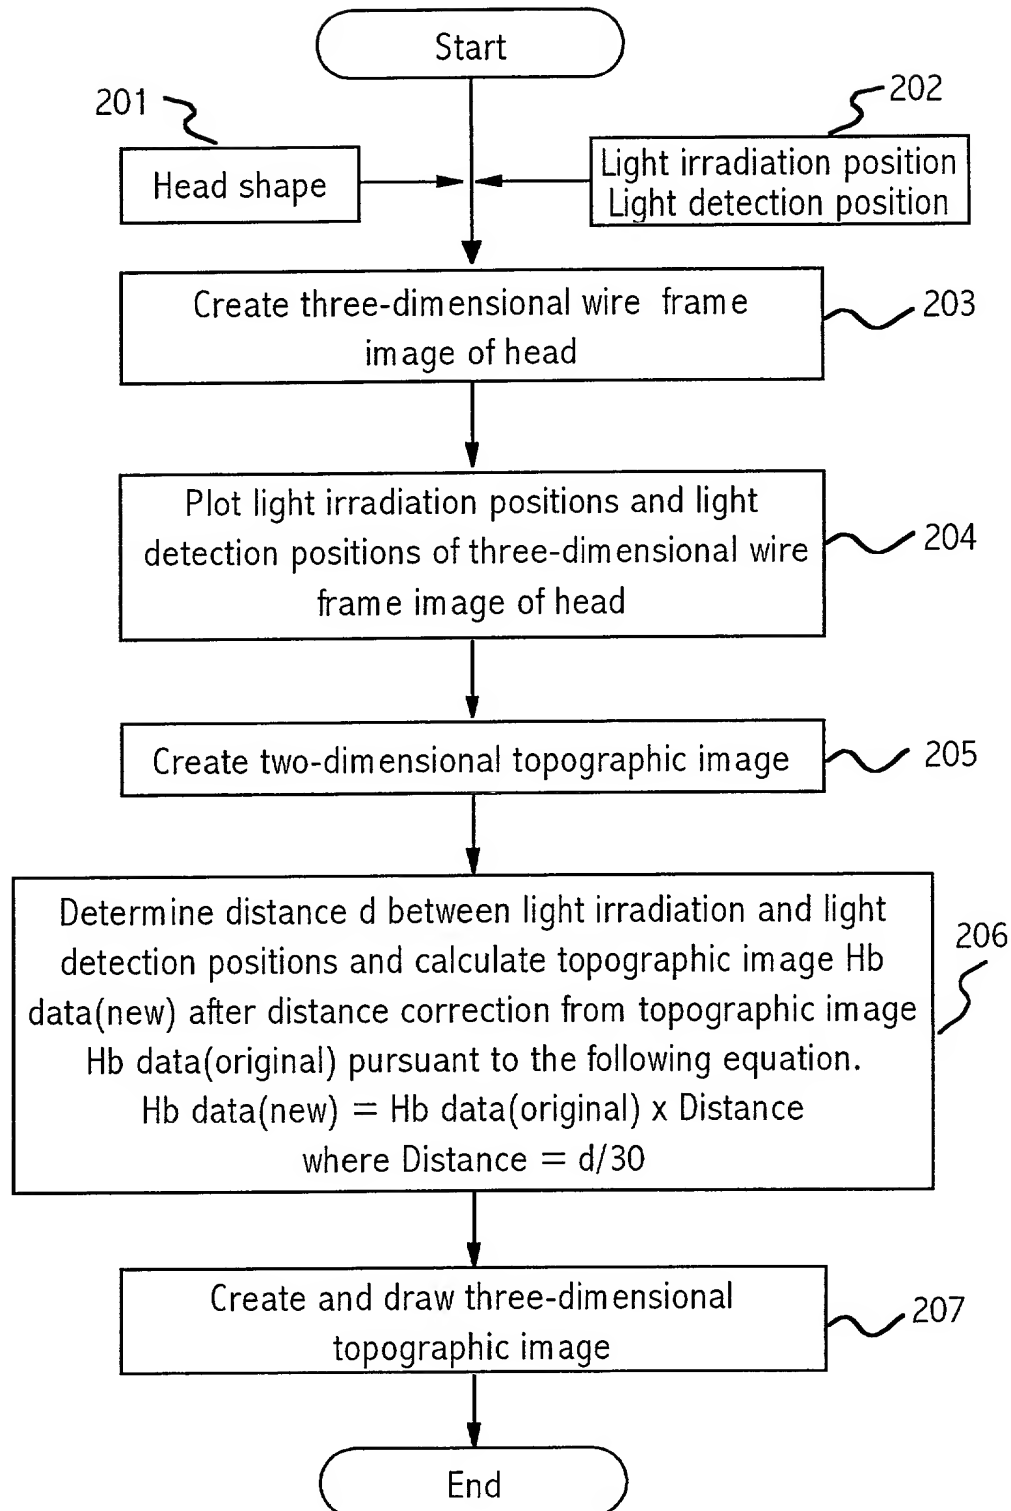 Start
201
202
Head shape
Light irradiation position
Light detection position
Create three-dimensional wire frame
image of head
203
Plot light irradiation positions and light
detection positions of three-dimensional wire
frame image of head
204
Create two-dimensional topographic image
205
Determine distance d between light irradiation and light
detection positions and calculate topographic image Hb
data(new) after distance correction from topographic image
Hb data(original) pursuant to the following equation.
Hb data(new) = Hb data(original) x Distance
where Distance = d/30
206
Create and draw three-dimensional
topographic image
207
End